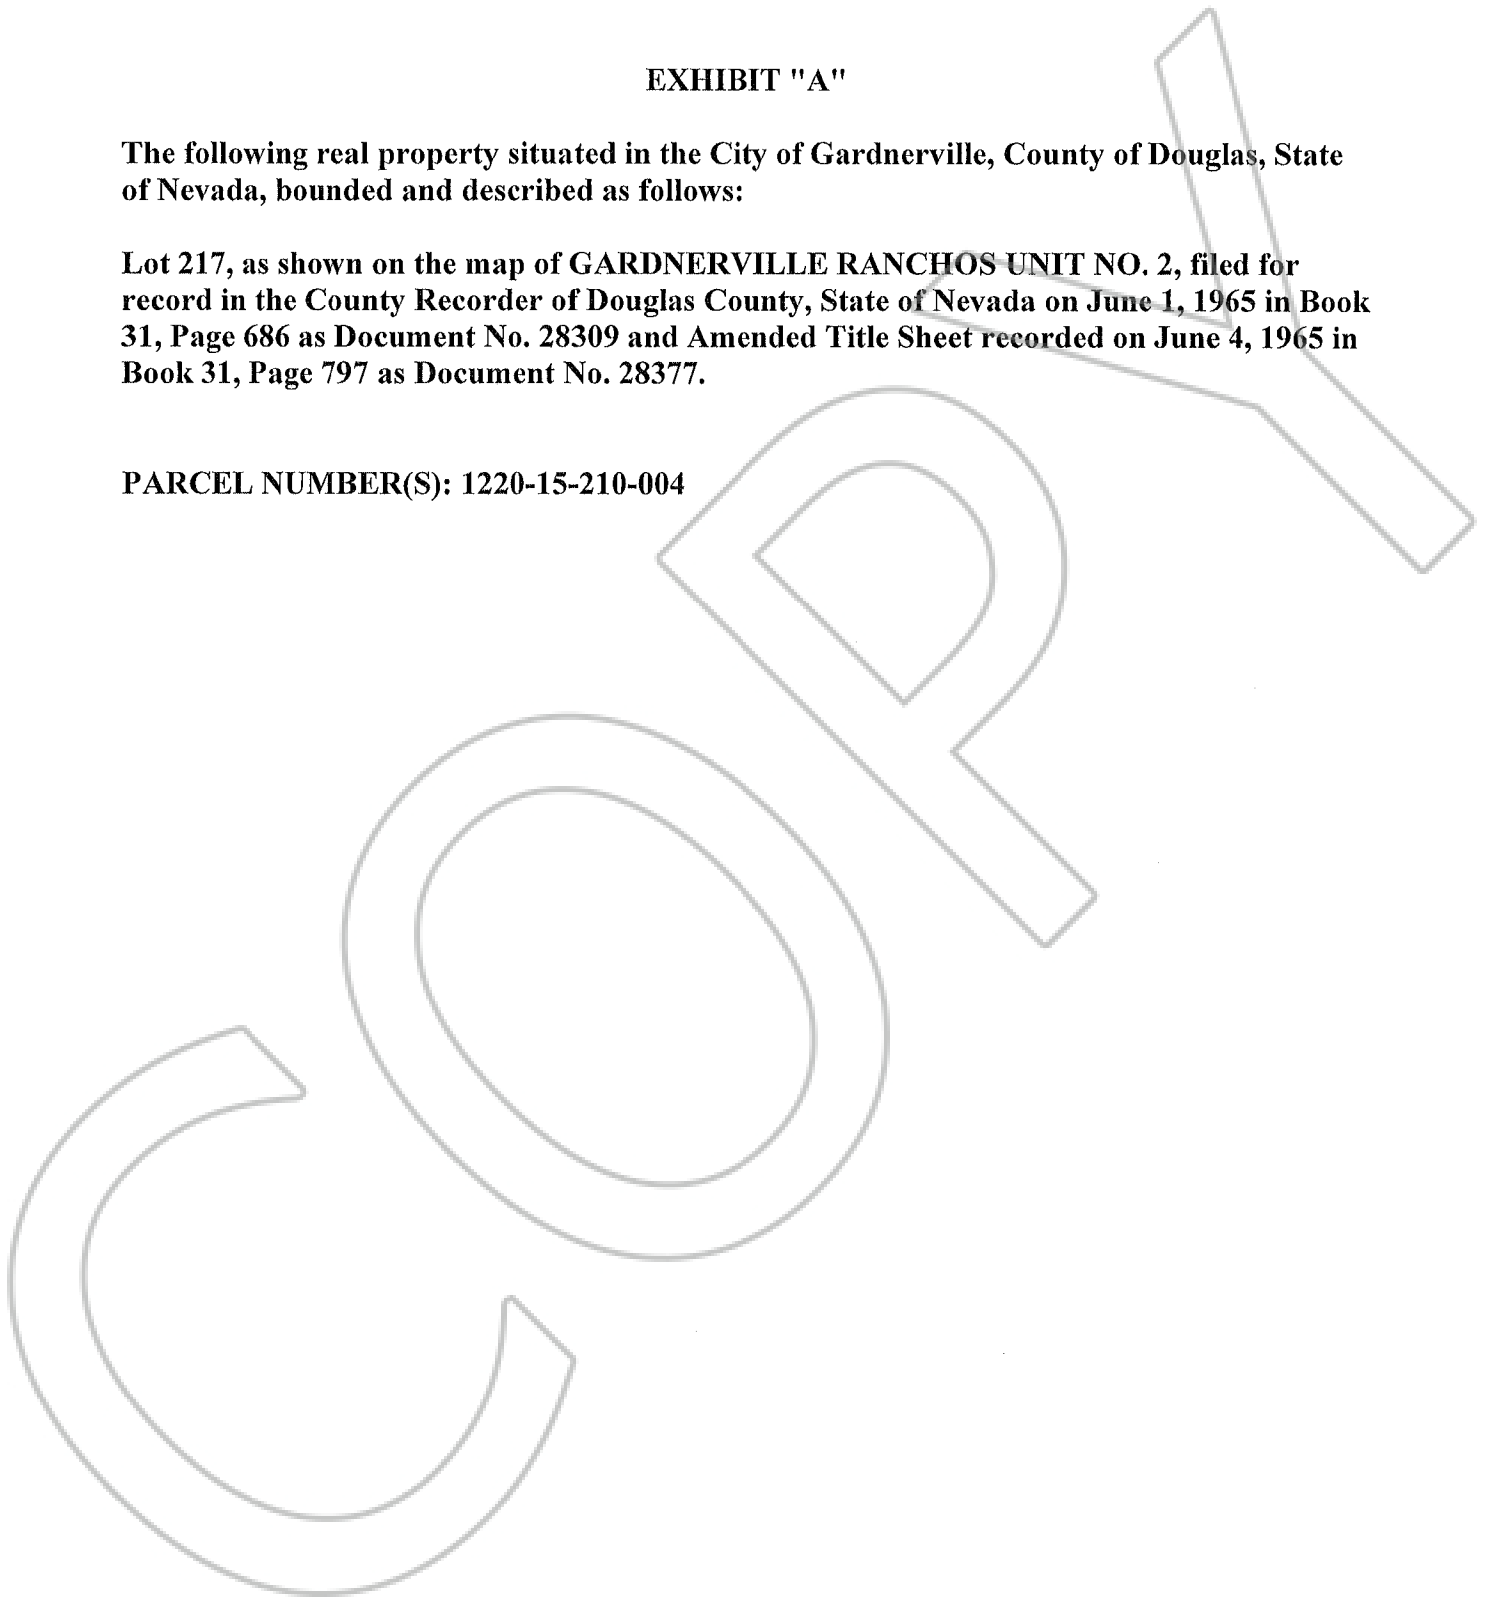 EXHIBIT "A"
The following real property situated in the City of Gardnerville, County of Douglas, State
of Nevada, bounded and described as follows:
Lot 217, as shown on the map of GARDNERVILLE RANCHOS UNIT NO. 2, filed for
record in the County Recorder of Douglas County, State of Nevada on June 1, 1965 in Book
31, Page 686 as Document No. 28309 and Amended Title Sheet recorded on June 4, 1965 in
Book 31, Page 797 as Document No. 28377.
PARCEL NUMBER(S): 1220-15-210-004
COPY